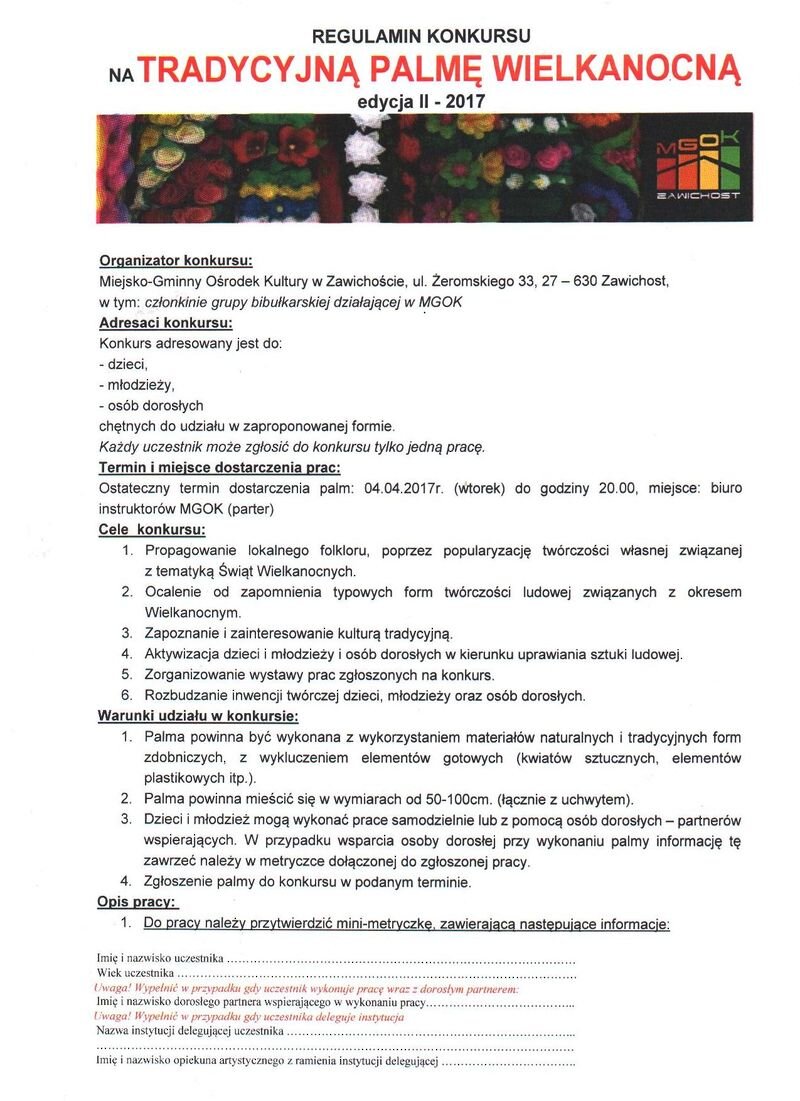 REGULAMIN KONKURSU
NA TRADYCYJNĄ PALMĘ WIELKANOCNĄ
edycja II - 2017
MGOK
ZAWICHOST
Organizator konkursu:
Miejsko-Gminny Ośrodek Kultury w Zawichoście, ul. Żeromskiego 33, 27 – 630 Zawichost,
w tym: członkinie grupy bibułkarskiej działającej w MGOK
Adresaci konkursu:
Konkurs adresowany jest do:
- dzieci,
- młodzieży,
- osób dorosłych
chętnych do udziału w zaproponowanej formie.
Każdy uczestnik może zgłosić do konkursu tylko jedną pracę.
Termin i miejsce dostarczenia prac:
Ostateczny termin dostarczenia palm: 04.04.2017r. (wtorek) do godziny 20.00, miejsce: biuro
instruktorów MGOK (parter)
Cele konkursu:
1. Propagowanie lokalnego folkloru, poprzez popularyzację twórczości własnej związanej
z tematyką Świąt Wielkanocnych.
2. Ocalenie od zapomnienia typowych form twórczości ludowej związanych z okresem
Wielkanocnym.
3. Zapoznanie i zainteresowanie kulturą tradycyjną.
4. Aktywizacja dzieci i młodzieży i osób dorosłych w kierunku uprawiania sztuki ludowej.
5. Zorganizowanie wystawy prac zgłoszonych na konkurs.
6. Rozbudzanie inwencji twórczej dzieci, młodzieży oraz osób dorosłych.
Warunki udziału w konkursie:
1. Palma powinna być wykonana z wykorzystaniem materiałów naturalnych i tradycyjnych form
zdobniczych, z wykluczeniem elementów gotowych (kwiatów sztucznych, elementów
plastikowych itp.).
2. Palma powinna mieścić się w wymiarach od 50-100cm. (łącznie z uchwytem).
3. Dzieci i młodzież mogą wykonać prace samodzielnie lub z pomocą osób dorosłych – partnerów
wspierających. W przypadku wsparcia osoby dorosłej przy wykonaniu palmy informację tę
zawrzeć należy w metryczce dołączonej do zgłoszonej pracy.
4. Zgłoszenie palmy do konkursu w podanym terminie.
Opis pracy:
1. Do pracy należy przytwierdzić mini-metryczkę, zawierającą następujące informacje:
Imię i nazwisko uczestnika ......................................................
Wiek uczestnika ......................................................
Uwaga! Wypełnić w przypadku gdy uczestnik wykonuje pracę wraz z dorosłym partnerem:
Imię i nazwisko dorosłego partnera wspierającego w wykonaniu pracy..............................
Uwaga! Wypełnić w przypadku gdy uczestnika deleguje instytucja
Nazwa instytucji delegującej uczestnika ......................................................
......................................................
Imię i nazwisko opiekuna artystycznego z ramienia instytucji delegującej ..............................